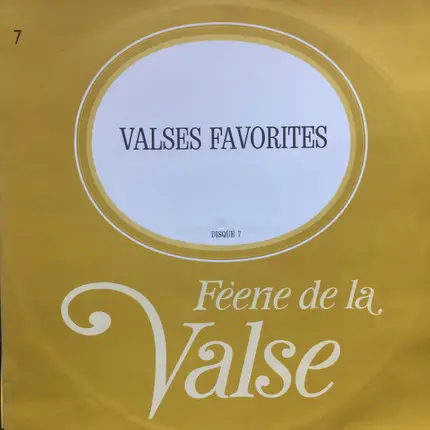 7
VALSES FAVORITES
DISQUE 7
Féerie de la
Valse